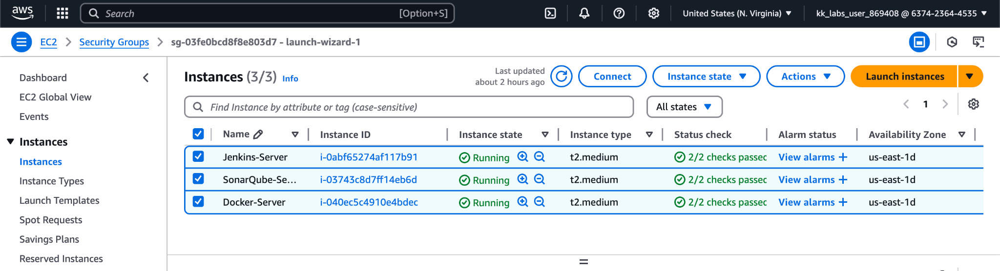 aws
Search [Option+S]
United States (N. Virginia)
kk_labs_user_869408 @ 6374-2364-4535
EC2 > Security Groups > sg-03fe0bcd8f8e803d7 - launch-wizard-1
Dashboard
EC2 Global View
Events
Instances
Instances
Instance Types
Launch Templates
Spot Requests
Savings Plans
Reserved Instances
Instances (3/3) Info
Last updated
about 2 hours ago
Connect
Instance state
Actions
Launch instances
Find Instance by attribute or tag (case-sensitive)
All states
1
Name Instance ID Instance state Instance type Status check Alarm status Availability Zone
Jenkins-Server i-0abf65274af117b91 Running t2.medium 2/2 checks passec View alarms + us-east-1d
SonarQube-Se... i-03743c8d7ff14eb6d Running t2.medium 2/2 checks passec View alarms + us-east-1d
Docker-Server i-040ec5c4910e4bdec Running t2.medium 2/2 checks passec View alarms + us-east-1d